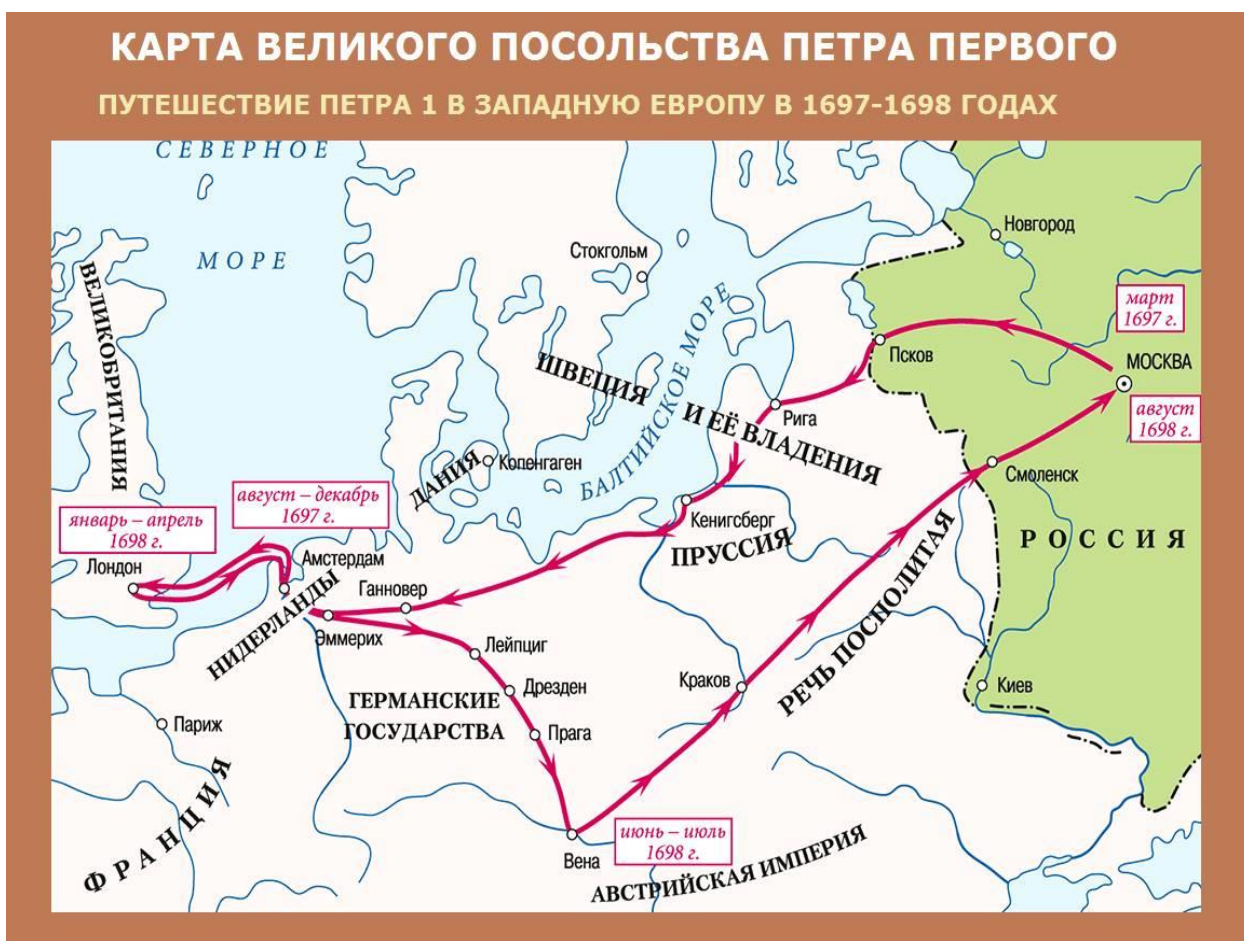 КАРТА ВЕЛИКОГО ПОСОЛЬСТВА ПЕТРА ПЕРВОГО
ПУТЕШЕСТВИЕ ПЕТРА 1 В ЗАПАДНУЮ ЕВРОПУ В 1697-1698 ГОДАХ
СЕВЕРНОЕ
МОРЕ
ВЕЛИКОБРИТАНИЯ
Стокгольм
Новгород
март
1697 г.
МОСКВА
август
1698 г.
Псков
Рига
ШВЕЦИЯ И ЕЁ ВЛАДЕНИЯ
БАЛТИЙСКОЕ МОРЕ
ДАНИЯ
Копенгаген
Смоленск
Кенигсберг
ПРУССИЯ
РОССИЯ
август – декабрь
1697 г.
январь – апрель
1698 г.
Лондон
Амстердам
НИДЕРЛАНДЫ
Ганновер
Эммерих
Лейпциг
Дрезден
Прага
ГЕРМАНСКИЕ
ГОСУДАРСТВА
Краков
РЕЧЬ ПОСПОЛИТАЯ
Киев
Париж
ФРАНЦИЯ
Вена
июнь – июль
1698 г.
АВСТРИЙСКАЯ ИМПЕРИЯ